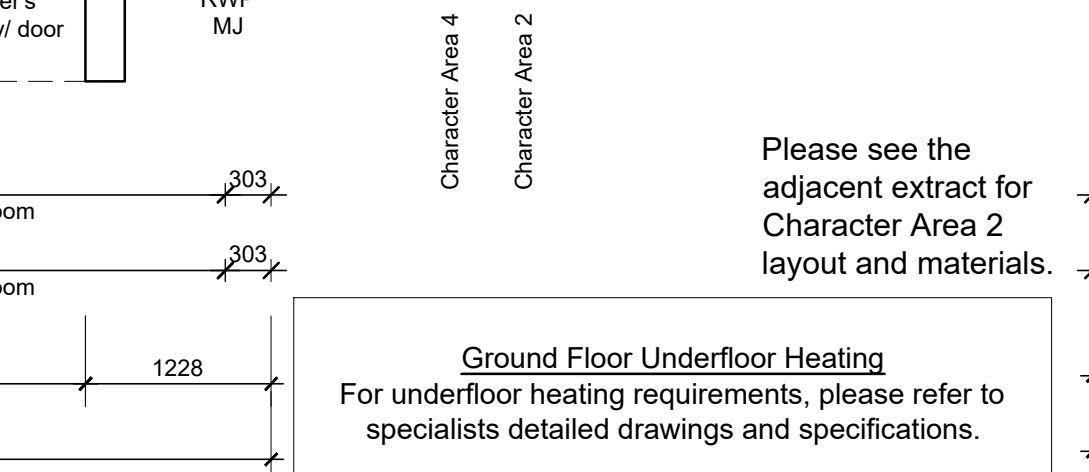 w/ door
MJ
Character Area 4
Character Area 2
Please see the
adjacent extract for
Character Area 2
layout and materials.
303
303
1228
Ground Floor Underfloor Heating
For underfloor heating requirements, please refer to
specialists detailed drawings and specifications.